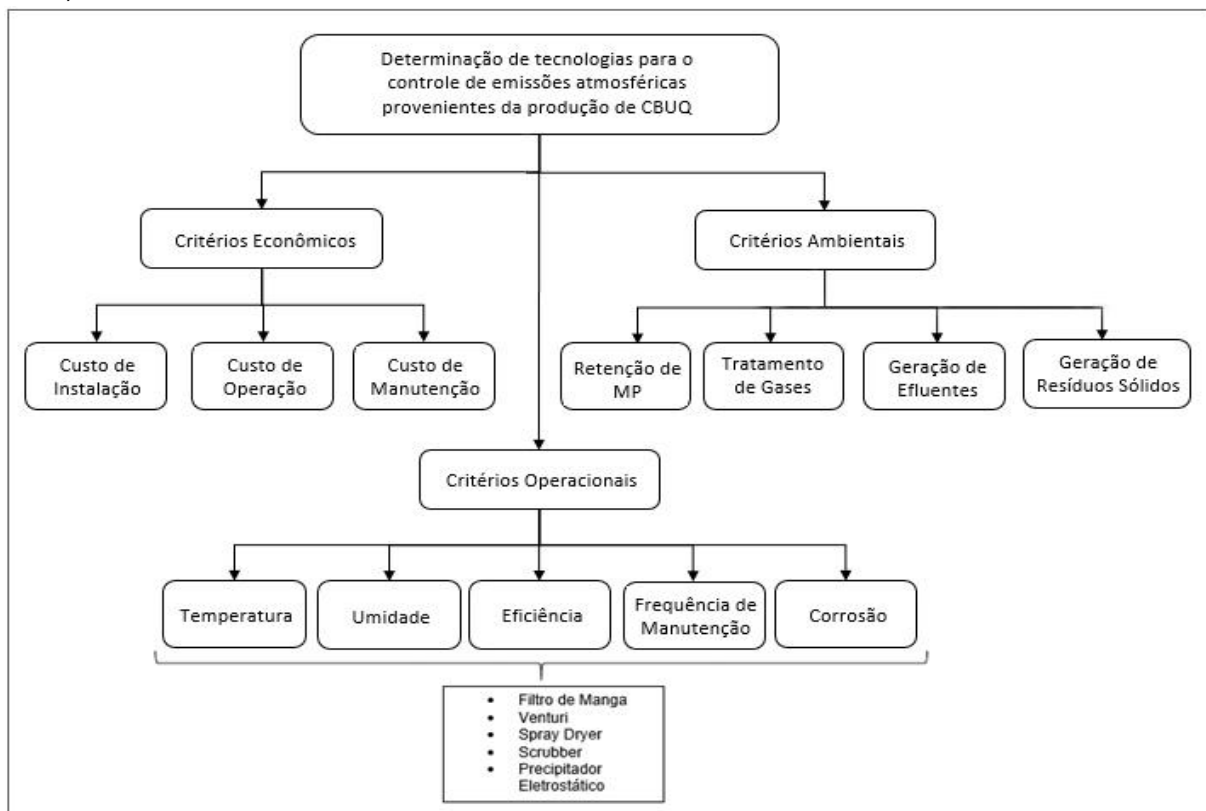 Determinação de tecnologias para o
controle de emissões atmosféricas
provenientes da produção de CBUQ
Critérios Econômicos
Critérios Ambientais
Custo de
Instalação
Custo de
Operação
Custo de
Manutenção
Retenção de
MP
Tratamento
de Gases
Geração de
Efluentes
Geração de
Resíduos Sólidos
Critérios Operacionais
Temperatura
Umidade
Eficiência
Frequência de
Manutenção
Corrosão
• Filtro de Manga
• Venturi
• Spray Dryer
• Scrubber
• Precipitador
Eletrostático